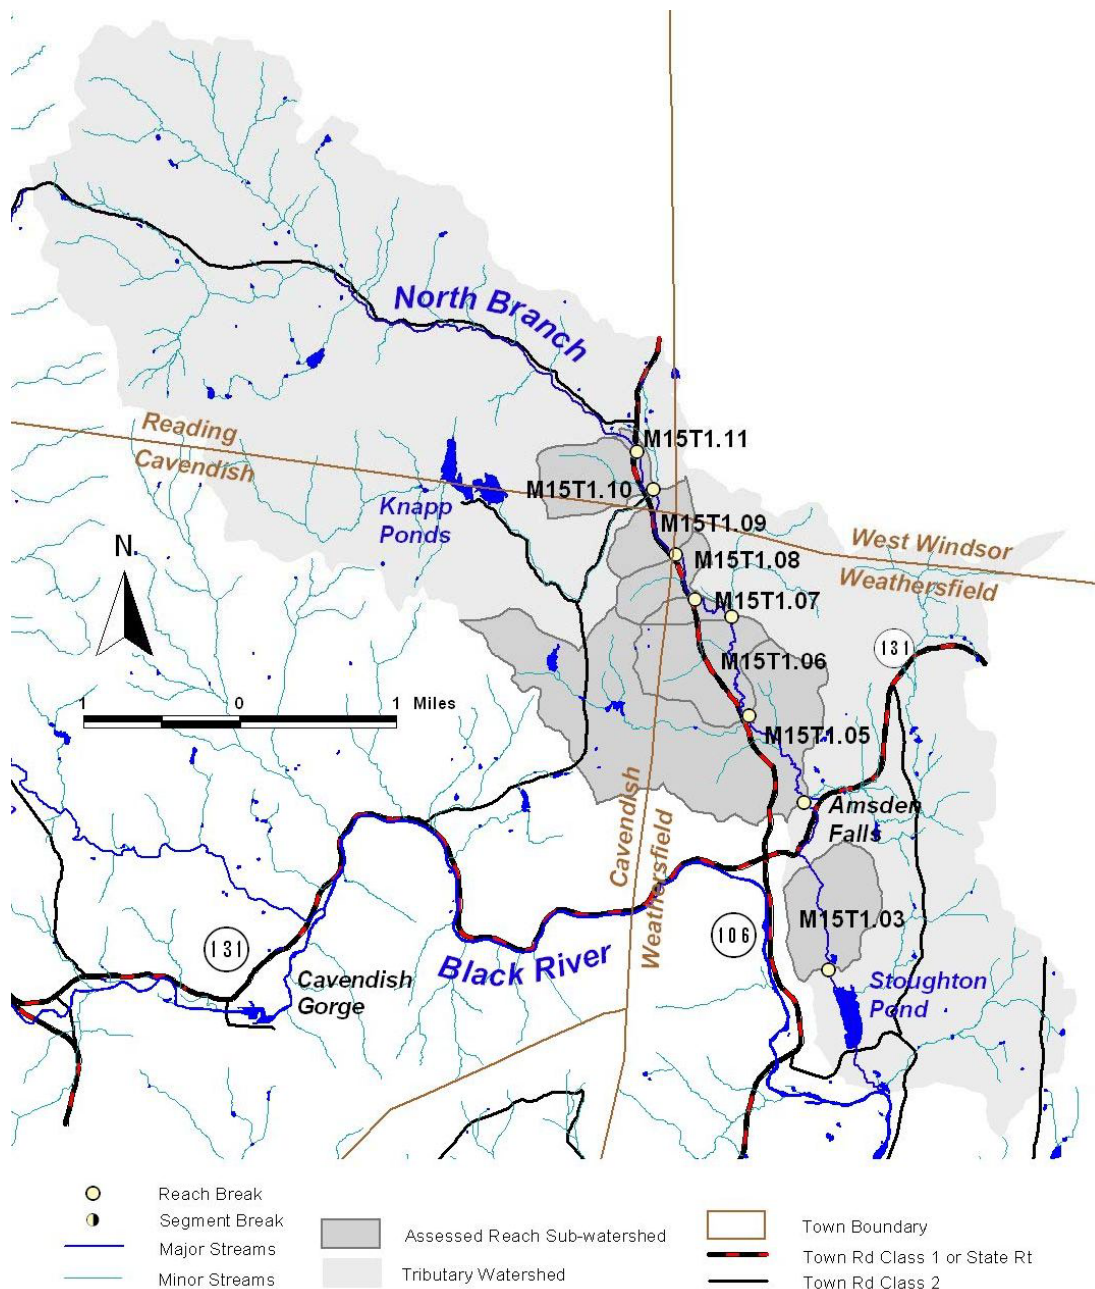 North Branch
Reading
Cavendish
M15T1.11
M15T1.10
Knapp
Ponds
M15T1.09
West Windsor
Weathersfield
M15T1.08
N
M15T1.07
131
M15T1.06
1 0 1 Miles
M15T1.05
Cavendish
Weathersfield
Amsden
Falls
M15T1.03
106
131
Black River
Cavendish
Gorge
Stoughton
Pond
Reach Break
Segment Break
Major Streams
Minor Streams
Assessed Reach Sub-watershed
Tributary Watershed
Town Boundary
Town Rd Class 1 or State Rt
Town Rd Class 2